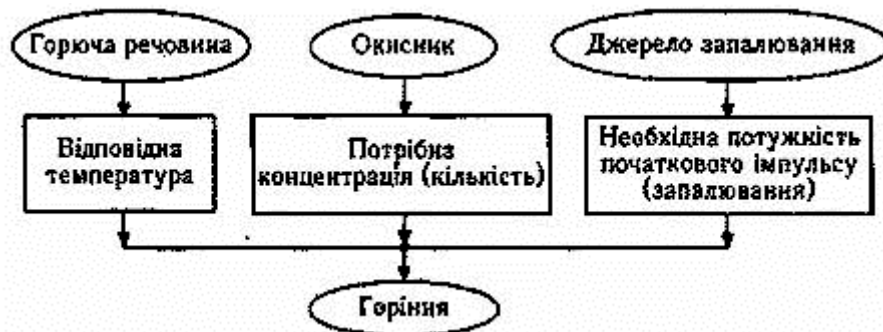 Горюча речовина
Окисник
Джерело запалювання
Відповідна
температура
Потрібна
концентрація (кількість)
Необхідна потужність
початкового імпульсу
(запалювання)
Горіння